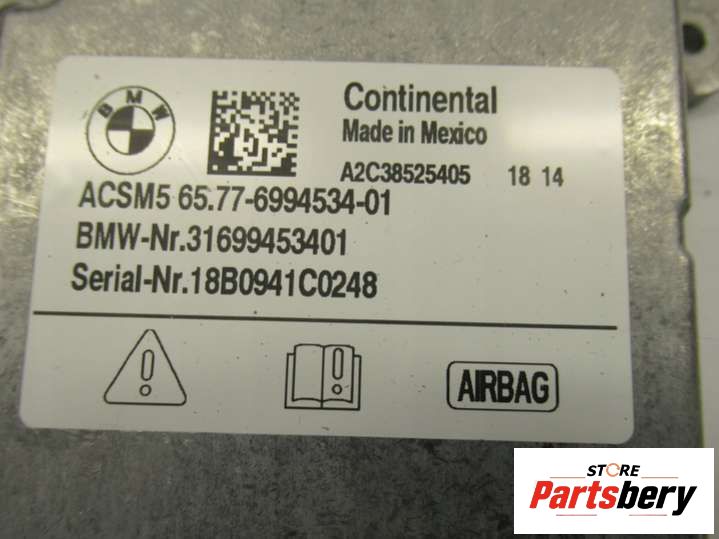 BMW
Continental
Made in Mexico
A2C38525405 18 14
ACSM5 65.77-6994534-01
BMW-Nr.31699453401
Serial-Nr.18B0941C0248
AIRBAG
STORE
Partsbery